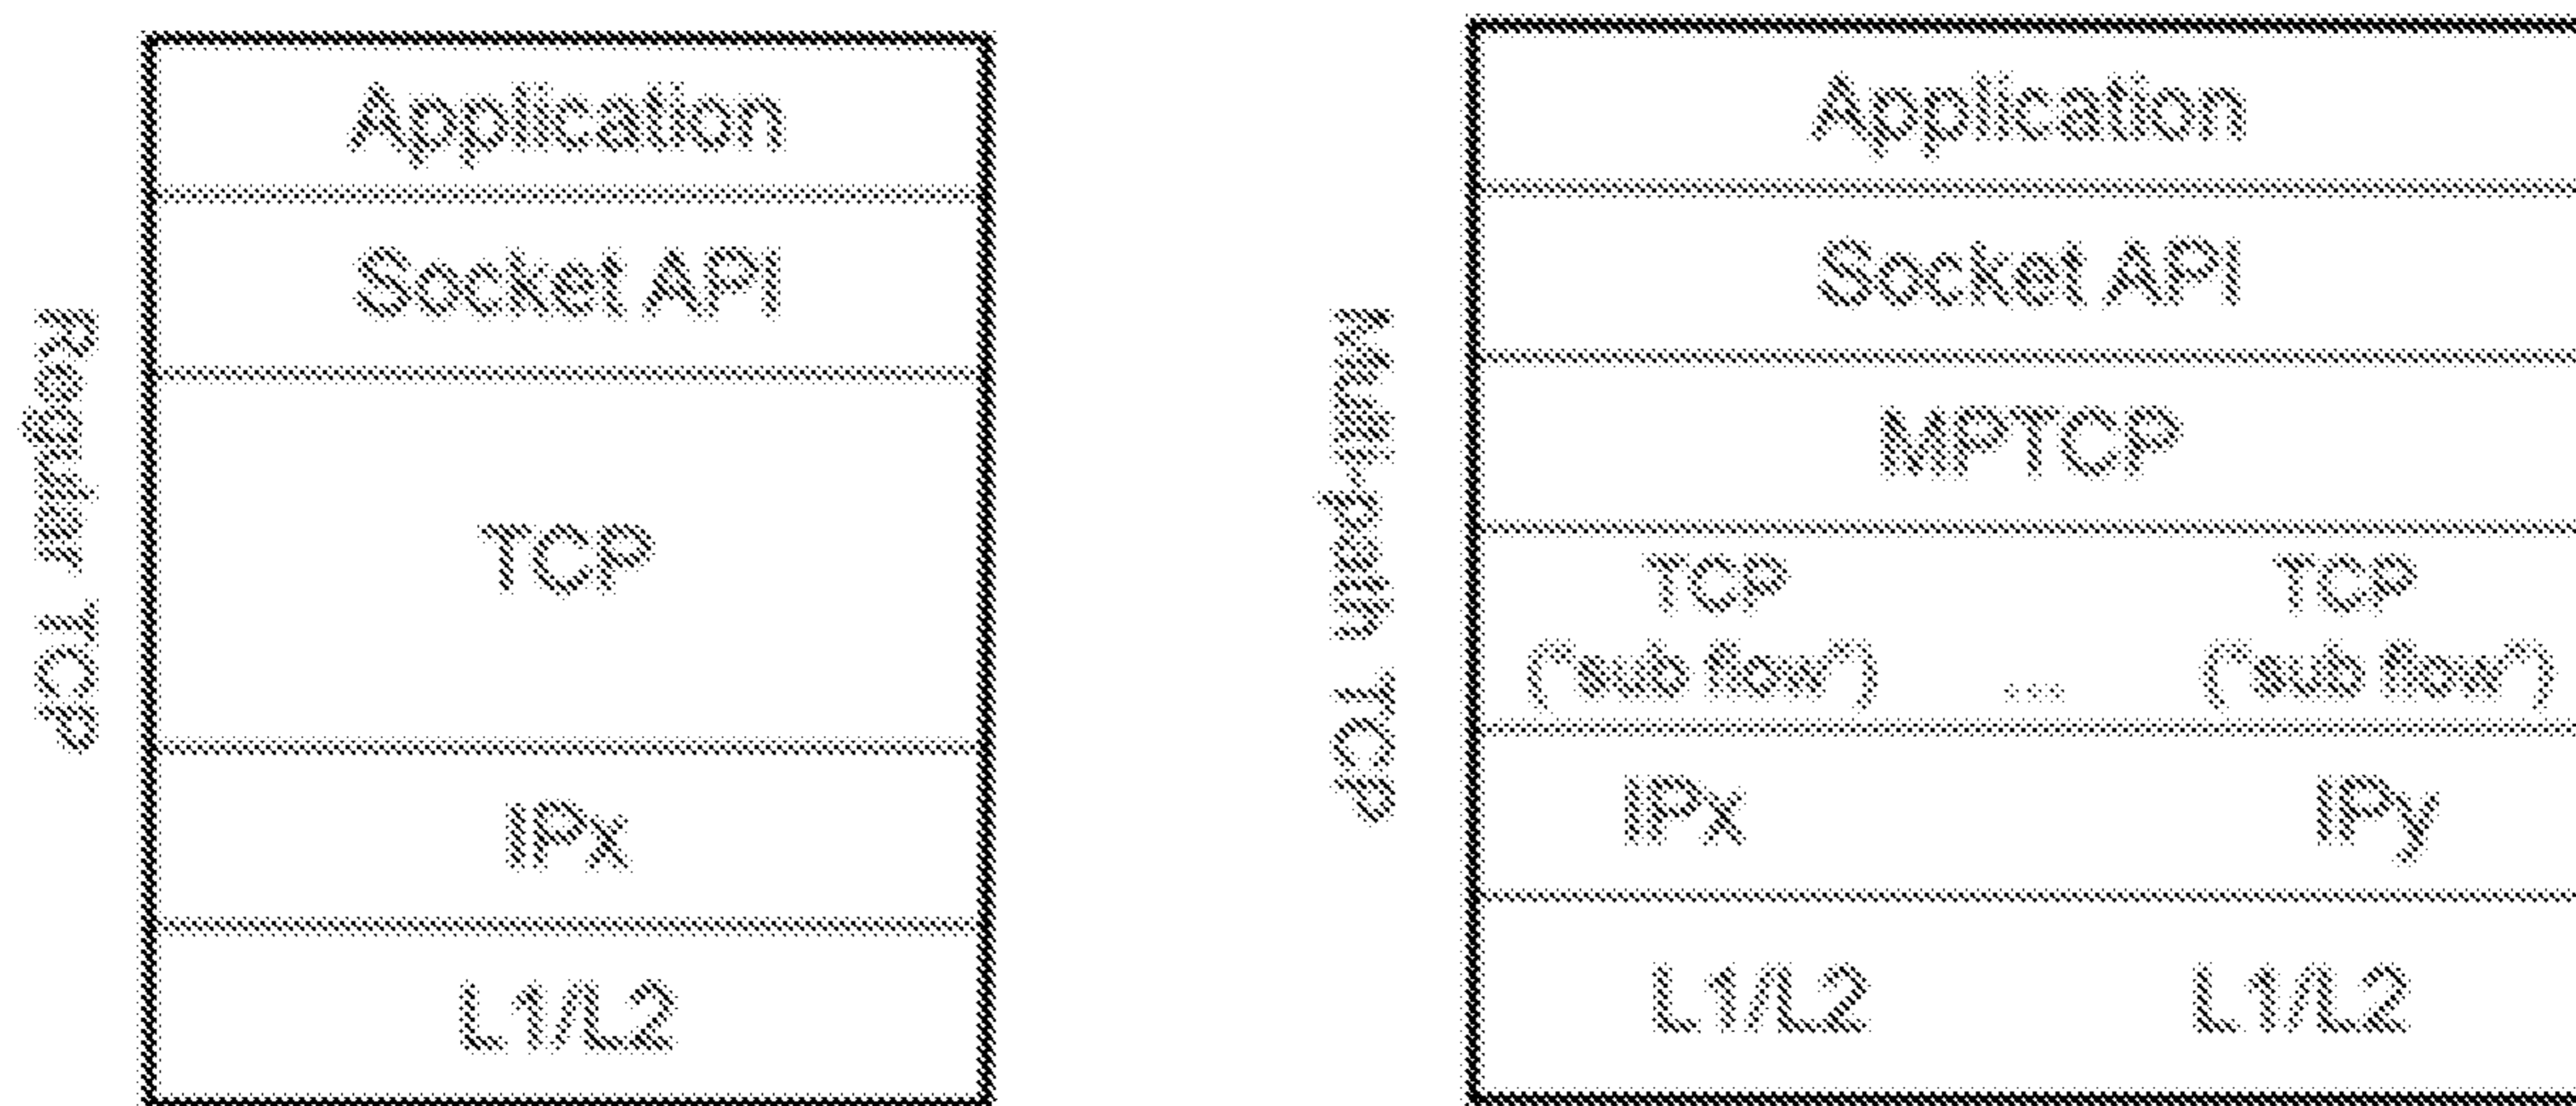 Regular TCP
Application
Socket API
TCP
IPx
L1/L2
Multi-path TCP
Application
Socket API
MPTCP
TCP TCP
("sub flow") ... ("sub flow")
IPx IPy
L1/L2 L1/L2